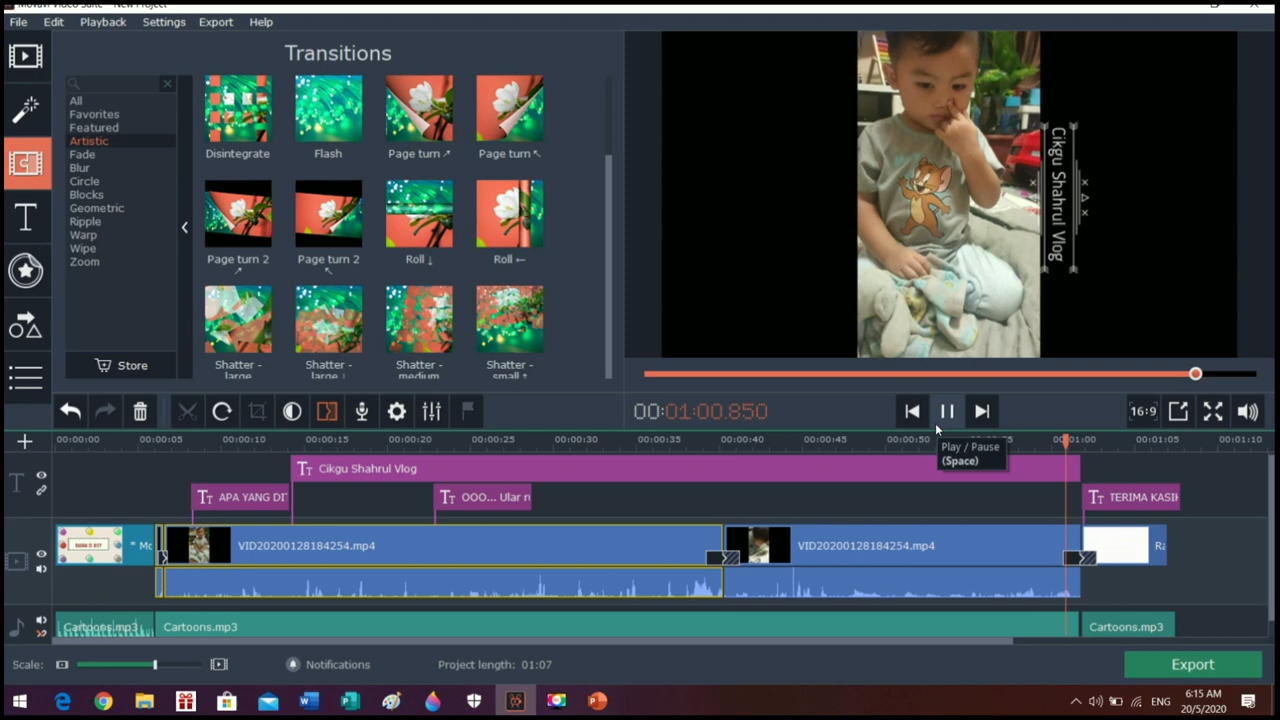 Movavi Video Suite - New Project
File Edit Playback Settings Export Help
Transitions
All
Favorites
Featured
Artistic
Fade
Blur
Circle
Blocks
Geometric
Ripple
Warp
Wipe
Zoom
Store
Disintegrate Flash Page turn ↗ Page turn ↖
Page turn 2 ↗ Page turn 2 ↖ Roll ↓ Roll ←
Shatter - large Shatter - large ↓ Shatter - medium Shatter - small ↑
Cikgu Shahrul Vlog
00:01:00.850
16:9
Play / Pause
(Space)
00:00:00 00:00:05 00:00:10 00:00:15 00:00:20 00:00:25 00:00:30 00:00:35 00:00:40 00:00:45 00:00:50 00:01:00 00:01:05 00:01:10
Cikgu Shahrul Vlog
APA YANG DI OOO... Ular TERIMA KASI
VID20200128184254.mp4 VID20200128184254.mp4
Cartoons.mp3 Cartoons.mp3 Cartoons.mp3
Scale: Notifications Project length: 01:07 Export
ENG
6:15 AM
20/5/2020